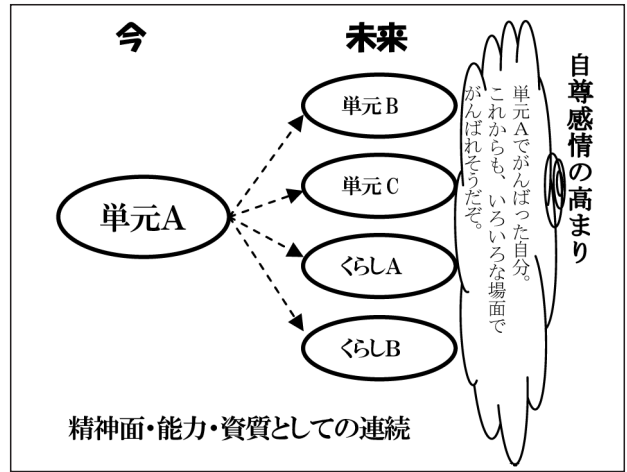 今
未来
単元A
単元B
単元C
くらしA
くらしB
自尊感情の高まり
単元Aでがんばった自分。
これからも、いろいろな場面で
がんばれそうだぞ。
精神面・能力・資質としての連続